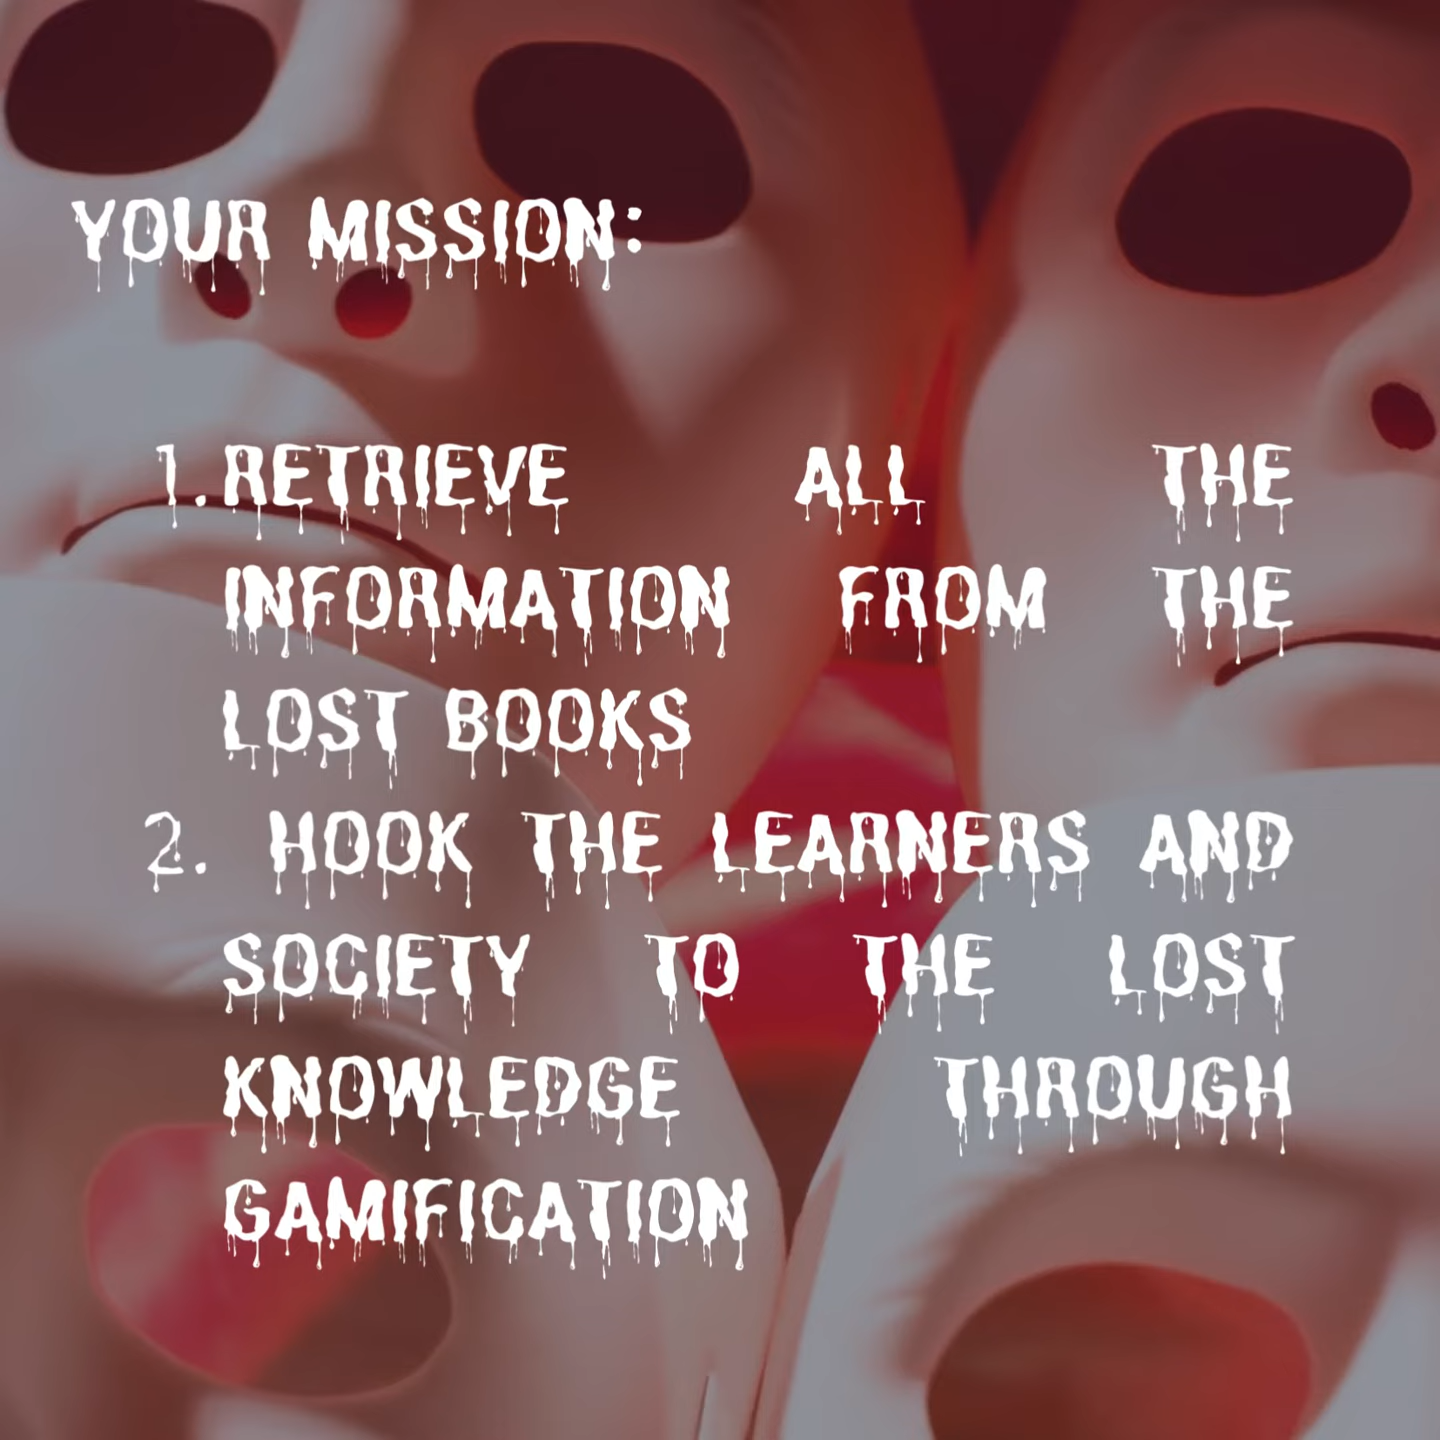 YOUR MISSION:
1. RETRIEVE ALL THE
INFORMATION FROM THE
LOST BOOKS
2. HOOK THE LEARNERS AND
SOCIETY TO THE LOST
KNOWLEDGE THROUGH
GAMIFICATION